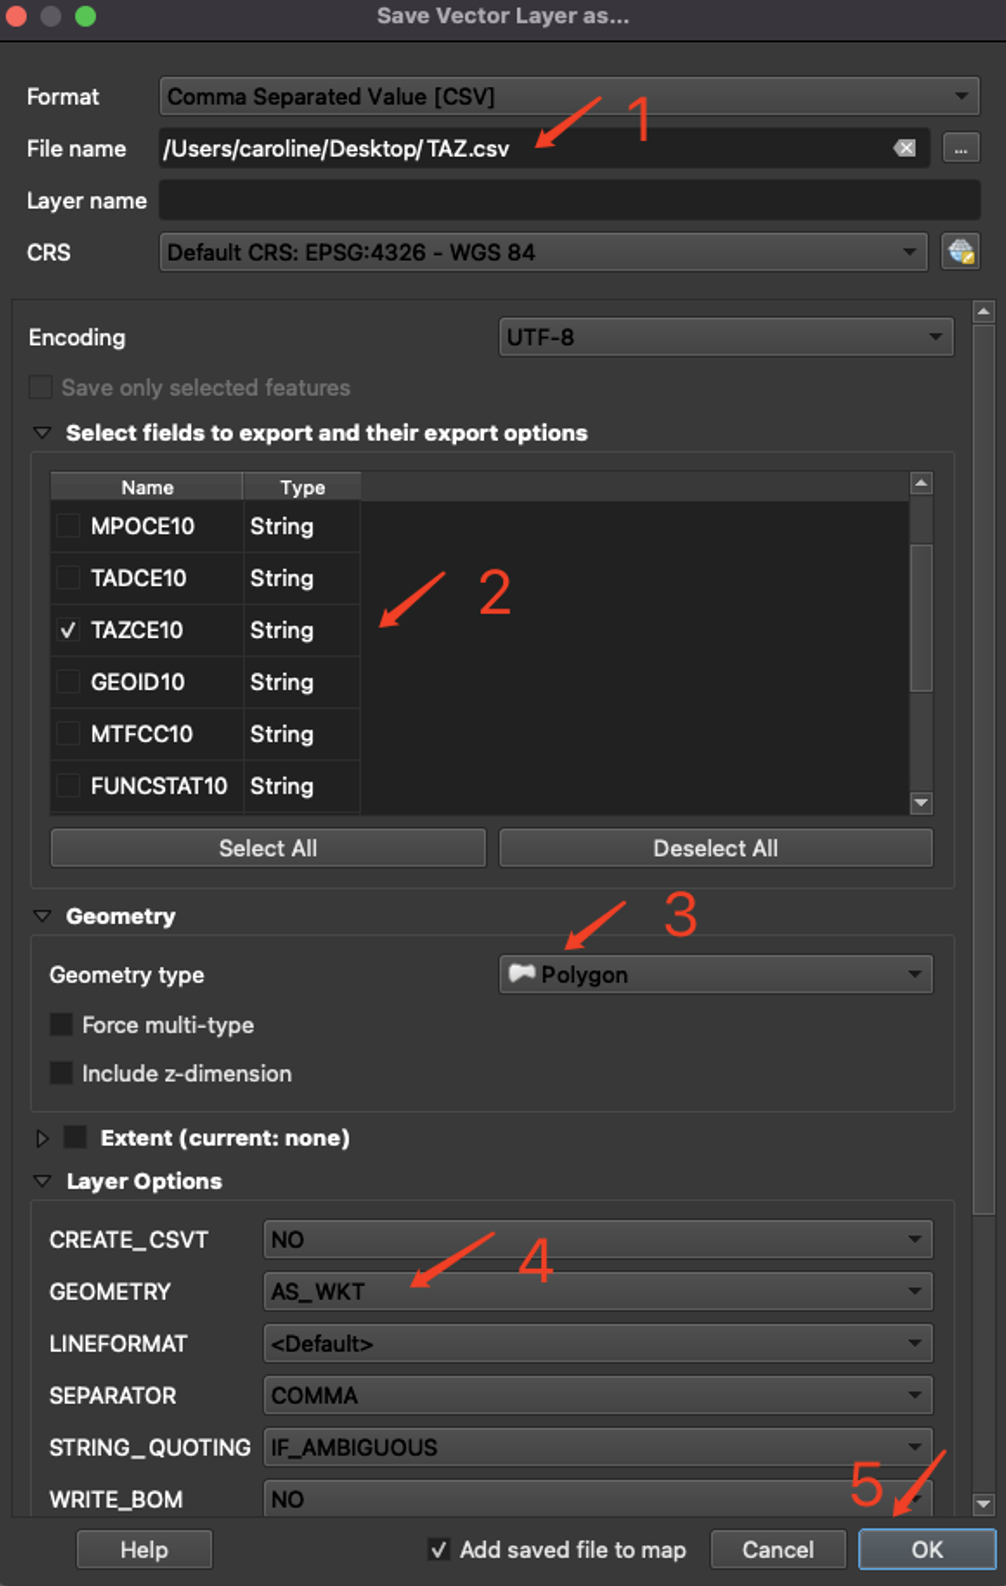 Save Vector Layer as...
Format Comma Separated Value [CSV] 1
File name /Users/caroline/Desktop/TAZ.csv ...
Layer name
CRS Default CRS: EPSG:4326 - WGS 84
Encoding UTF-8
Save only selected features
Select fields to export and their export options
Name Type
MPOCE10 String
TADCE10 String 2
TAZCE10 String
GEOID10 String
MTFCC10 String
FUNCSTAT10 String
Select All Deselect All
Geometry 3
Geometry type Polygon
Force multi-type
Include z-dimension
Extent (current: none)
Layer Options
CREATE_CSVT NO 4
GEOMETRY AS_WKT
LINEFORMAT <Default>
SEPARATOR COMMA
STRING_QUOTING IF_AMBIGUOUS
WRITE_BOM NO 5
Help Add saved file to map Cancel OK